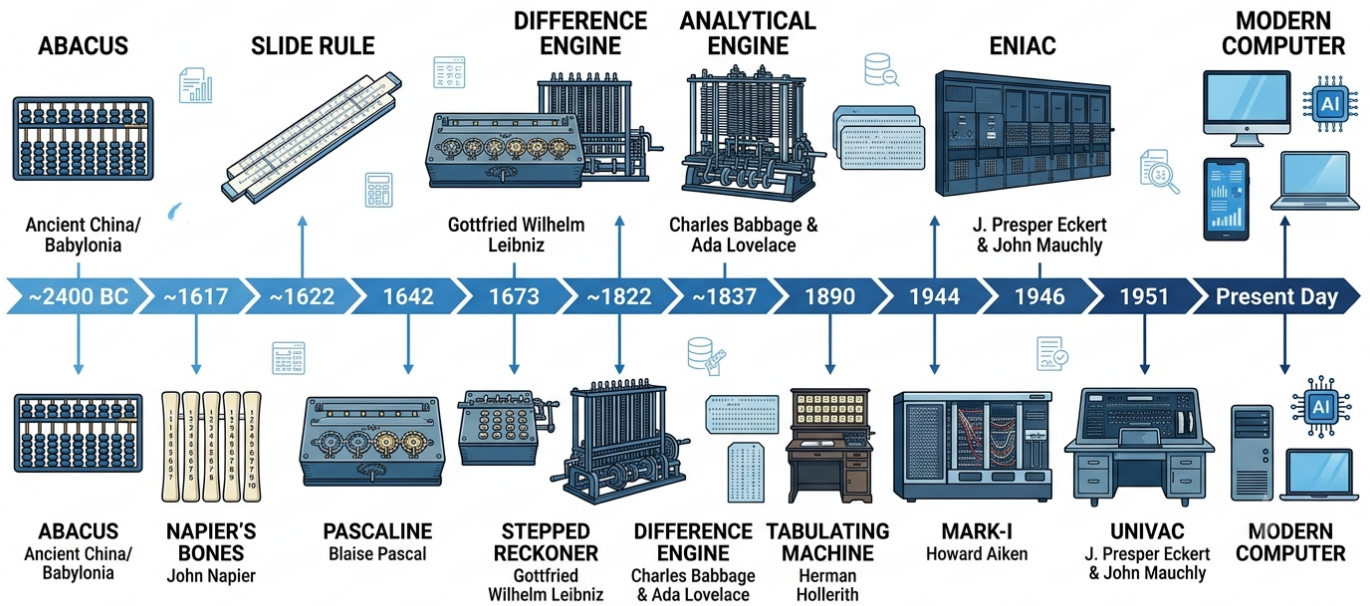 ABACUS
SLIDE RULE
DIFFERENCE
ENGINE
ANALYTICAL
ENGINE
ENIAC
MODERN
COMPUTER
AI
Ancient China/
Babylonia
Gottfried Wilhelm
Leibniz
Charles Babbage &
Ada Lovelace
J. Presper Eckert
& John Mauchly
~2400 BC
~1617
~1622
1642
1673
~1822
~1837
1890
1944
1946
1951
Present Day
AI
ABACUS
Ancient China/
Babylonia
NAPIER'S
BONES
John Napier
PASCALINE
Blaise Pascal
STEPPED
RECKONER
Gottfried
Wilhelm Leibniz
DIFFERENCE
ENGINE
Charles Babbage
& Ada Lovelace
TABULATING
MACHINE
Herman
Hollerith
MARK-I
Howard Aiken
UNIVAC
J. Presper Eckert
& John Mauchly
MODERN
COMPUTER